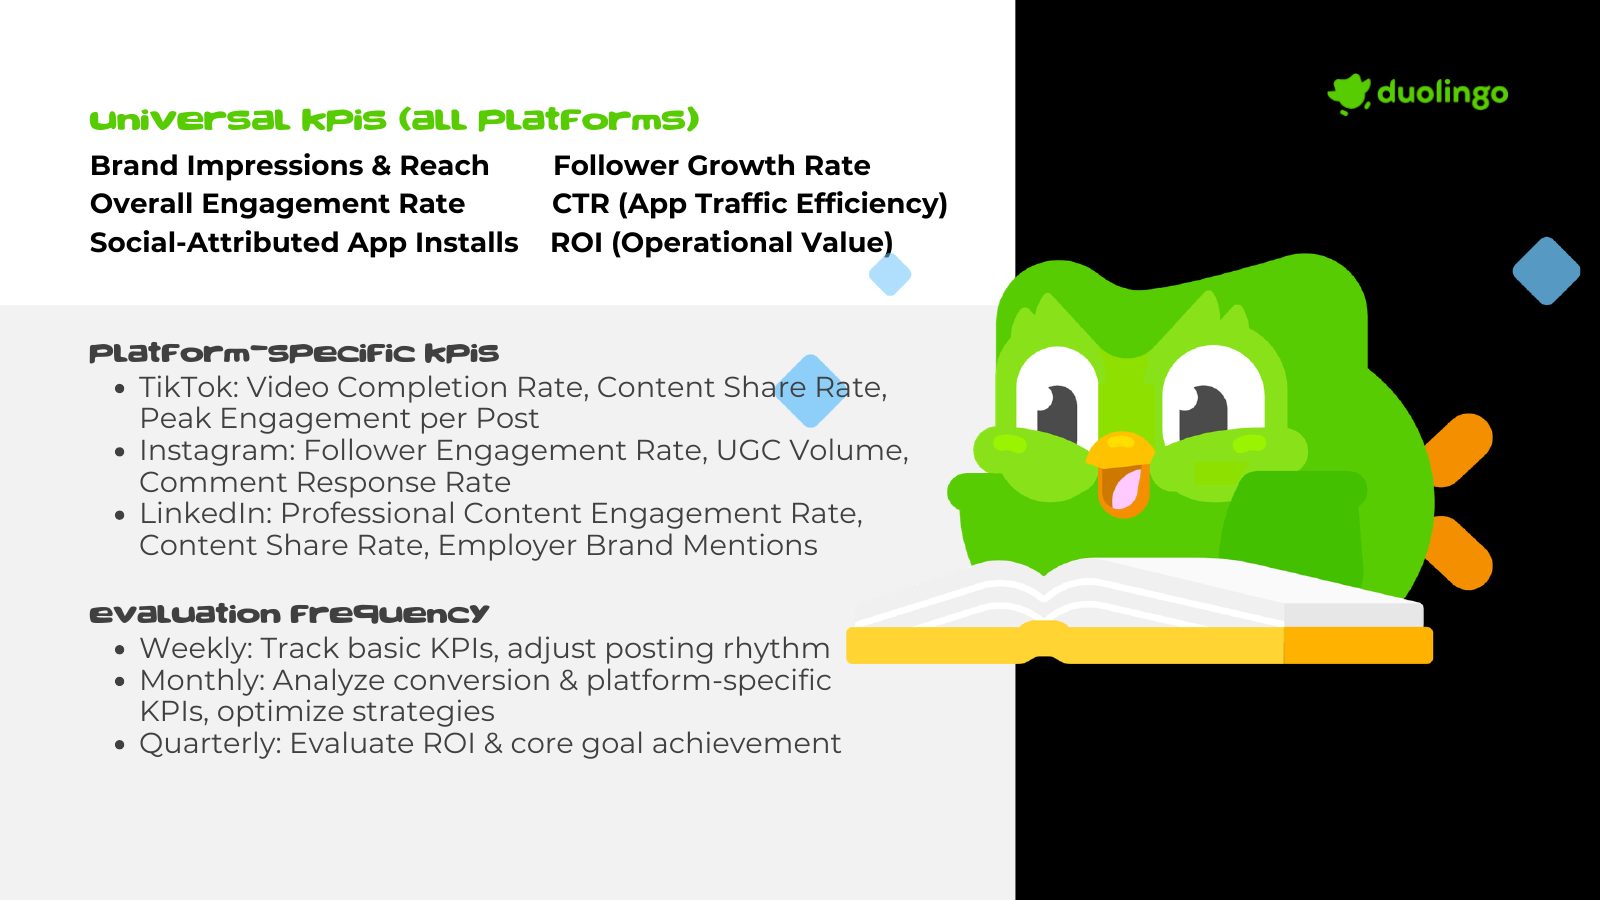 universal kpis (all platforms)
Brand Impressions & Reach Follower Growth Rate
Overall Engagement Rate CTR (App Traffic Efficiency)
Social-Attributed App Installs ROI (Operational Value)
duolingo
platform-specific kpis
• TikTok: Video Completion Rate, Content Share Rate,
Peak Engagement per Post
• Instagram: Follower Engagement Rate, UGC Volume,
Comment Response Rate
• LinkedIn: Professional Content Engagement Rate,
Content Share Rate, Employer Brand Mentions
evaluation frequency
• Weekly: Track basic KPIs, adjust posting rhythm
• Monthly: Analyze conversion & platform-specific
KPIs, optimize strategies
• Quarterly: Evaluate ROI & core goal achievement